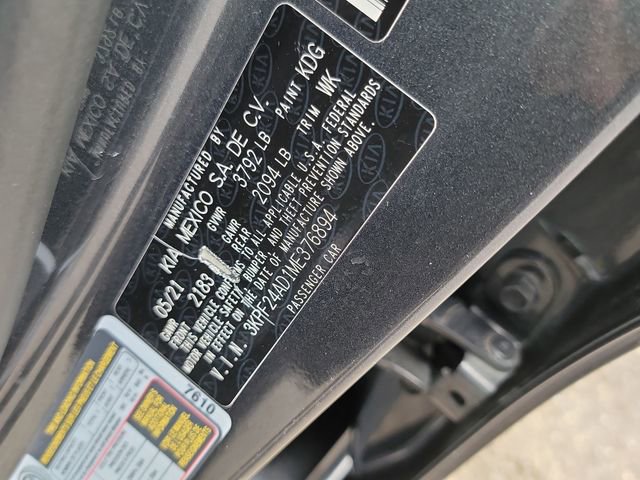 MANUFACTURED BY
KIA MEXICO SA. DE C.V.
05/21 GVWR 3792 LB PAINT KDG
GAWR FRONT 2183 GAWR REAR 2094 LB TRIM WK
THIS VEHICLE CONFORMS TO ALL APPLICABLE U.S.A. FEDERAL
MOTOR VEHICLE SAFETY, BUMPER, AND THEFT PREVENTION STANDARDS
IN EFFECT ON THE DATE OF MANUFACTURE SHOWN ABOVE.
V.I.N. 3KPF24AD1ME376894
PASSENGER CAR
7610